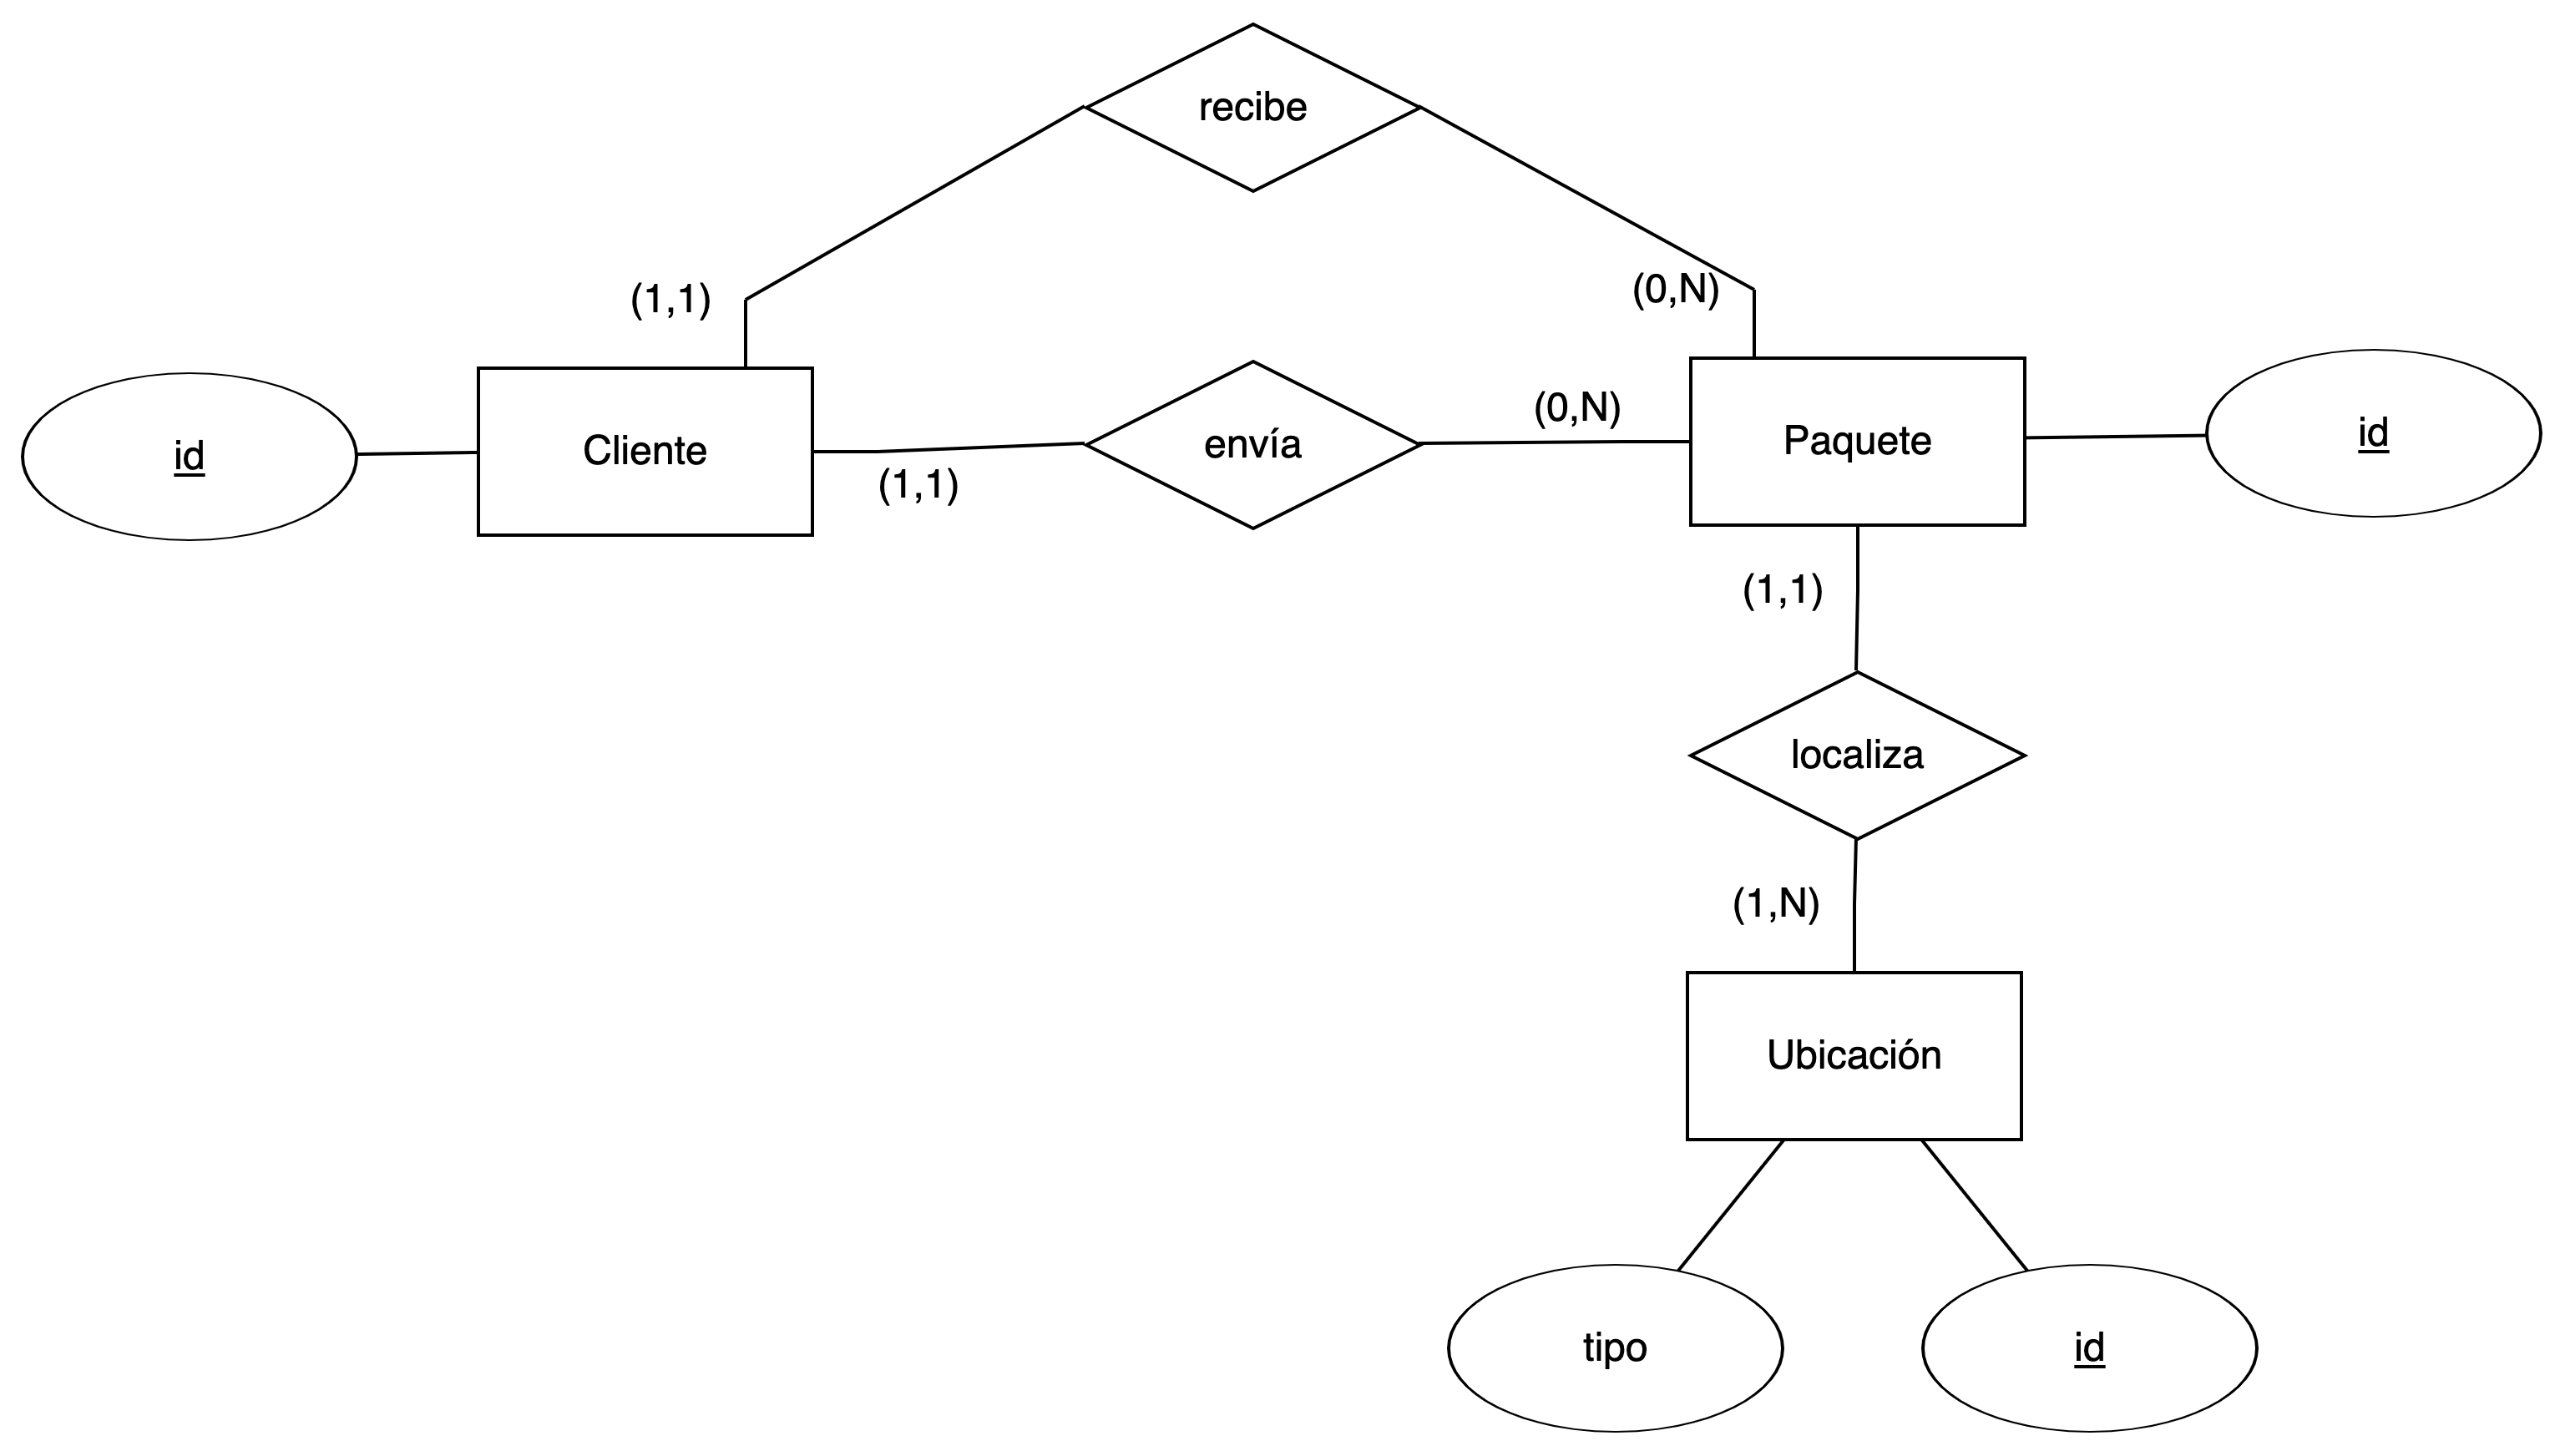 recibe
(1,1)
(0,N)
id
Cliente
(1,1)
envía
(0,N)
Paquete
id
(1,1)
localiza
(1,N)
Ubicación
tipo
id